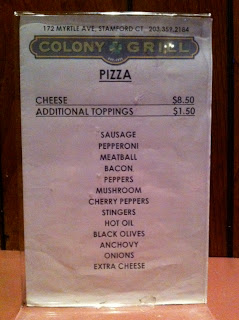 172 MYRTLE AVE, STAMFORD CT. 203.359.2184
COLONY GRILL
PIZZA
CHEESE $8.50
ADDITIONAL TOPPINGS $1.50
SAUSAGE
PEPPERONI
MEATBALL
BACON
PEPPERS
MUSHROOM
CHERRY PEPPERS
STINGERS
HOT OIL
BLACK OLIVES
ANCHOVY
ONIONS
EXTRA CHEESE